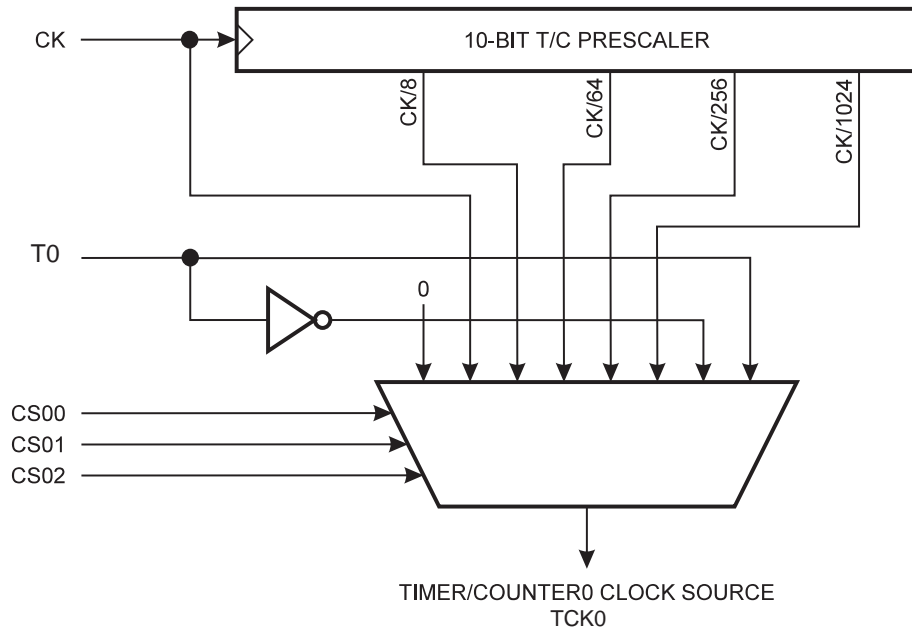 CK
10-BIT T/C PRESCALER
CK/8
CK/64
CK/256
CK/1024
T0
0
CS00
CS01
CS02
TIMER/COUNTER0 CLOCK SOURCE
TCK0